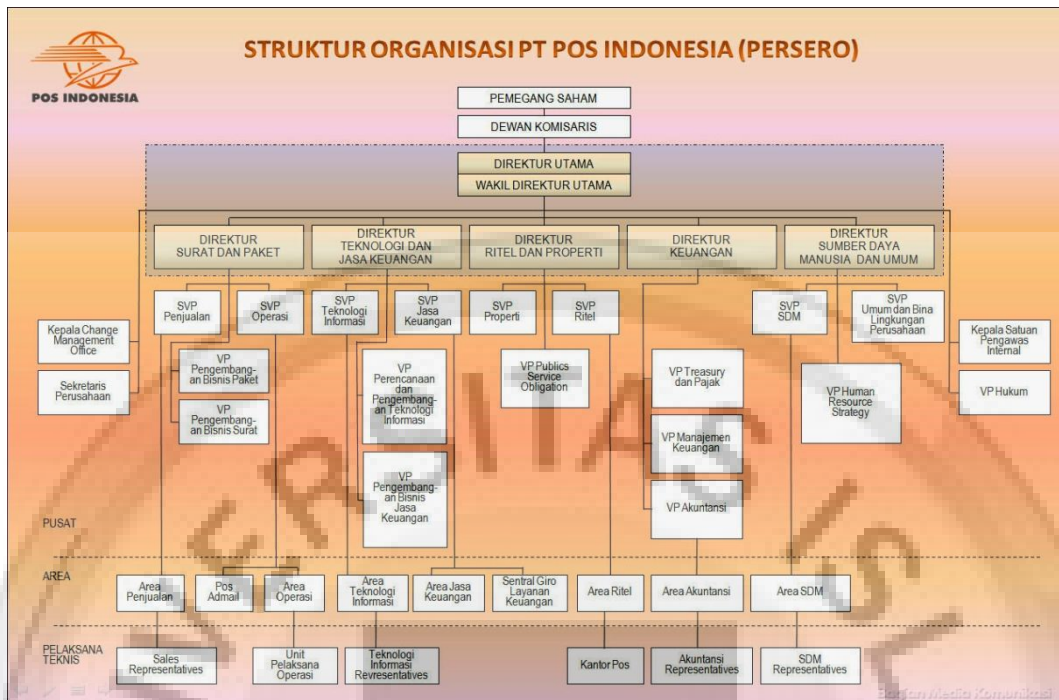 STRUKTUR ORGANISASI PT POS INDONESIA (PERSERO)
POS INDONESIA
PEMEGANG SAHAM
DEWAN KOMISARIS
DIREKTUR UTAMA
WAKIL DIREKTUR UTAMA
DIREKTUR
SURAT DAN PAKET
DIREKTUR
TEKNOLOGI DAN
JASA KEUANGAN
DIREKTUR
RITEL DAN PROPERTI
DIREKTUR
KEUANGAN
DIREKTUR
SUMBER DAYA
MANUSIA DAN UMUM
SVP
Penjualan
SVP
Operasi
SVP
Teknologi
Informasi
SVP
Jasa
Keuangan
SVP
Properti
SVP
Ritel
SVP
SDM
SVP
Umum dan Bina
Lingkungan
Perusahaan
Kepala Change
Management
Office
Sekretaris
Perusahaan
VP
Pengembang-
an Bisnis Paket
VP
Pengembang-
an Bisnis Surat
VP
Perencanaan
dan
Pengembang-
an Teknologi
Informasi
VP
Pengembang-
an Bisnis
Jasa
Keuangan
VP Publics
Service
Obligation
VP Treasury
dan Pajak
VP Manajemen
Keuangan
VP Akuntansi
VP Human
Resource
Strategy
Kepala Satuan
Pengawas
Internal
VP Hukum
PUSAT
AREA
Area
Penjualan
Pos
Admail
Area
Operasi
Area
Teknologi
Informasi
Area Jasa
Keuangan
Sentral Giro
Layanan
Keuangan
Area Ritel
Area Akuntansi
Area SDM
PELAKSANA
TEKNIS
Sales
Representatives
Unit
Pelaksana
Operasi
Teknologi
Informasi
Revresentatives
Kantor Pos
Akuntansi
Representatives
SDM
Representatives
VERSITAS ISL
Bagian Media Komunikasi